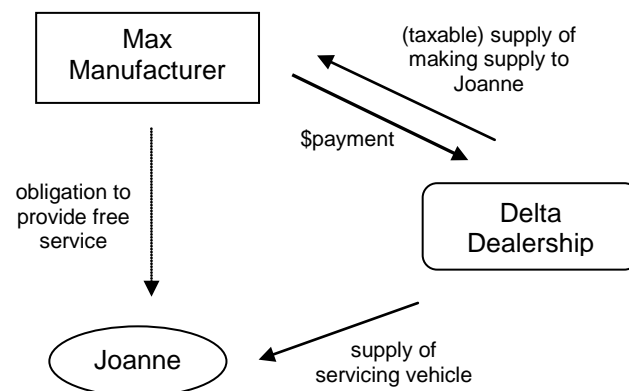 Max
Manufacturer
(taxable) supply of
making supply to
Joanne
$payment
obligation to
provide free
service
Delta
Dealership
Joanne
supply of
servicing vehicle